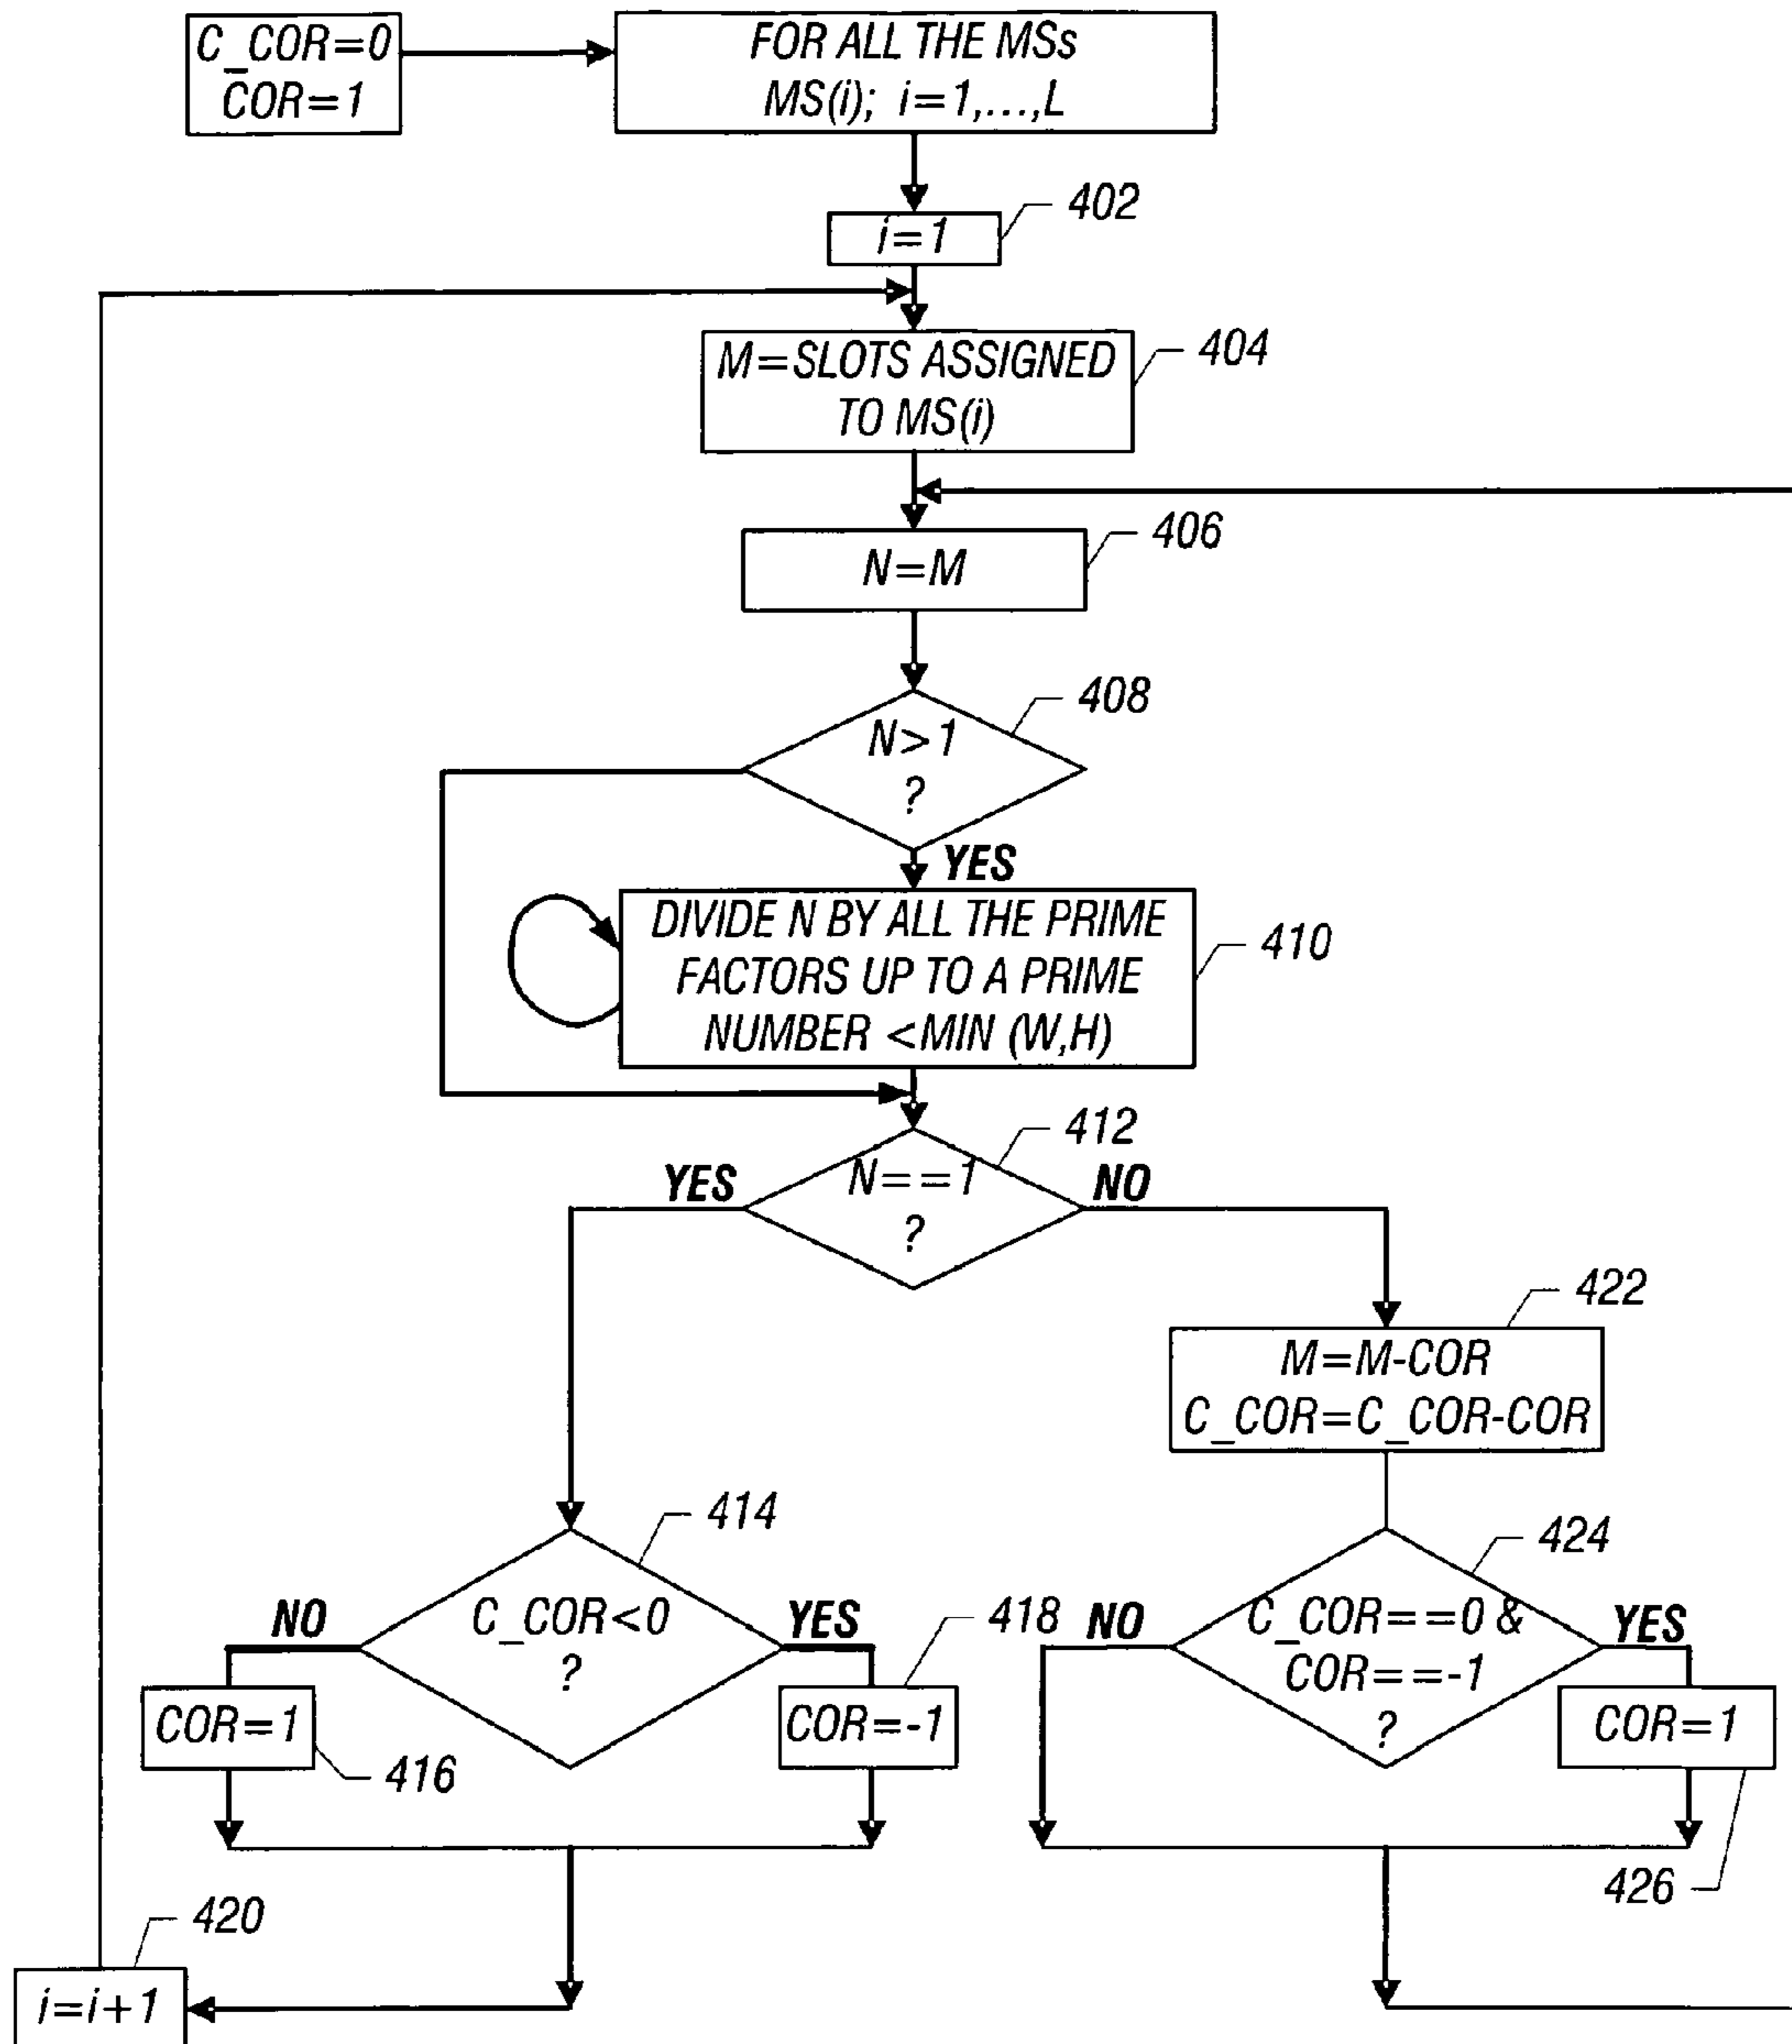 C_COR=0
COR=1
FOR ALL THE MSs
MS(i); i=1,...,L
402
i=1
404
M=SLOTS ASSIGNED
TO MS(i)
406
N=M
408
N>1
?
YES
410
DIVIDE N BY ALL THE PRIME
FACTORS UP TO A PRIME
NUMBER <MIN (W,H)
412
YES
N==1
?
NO
422
M=M-COR
C_COR=C_COR-COR
414
NO
C_COR<0
?
YES
418
424
NO
C_COR==0 &
COR==-1
?
YES
COR=1
416
COR=-1
COR=1
426
420
i=i+1